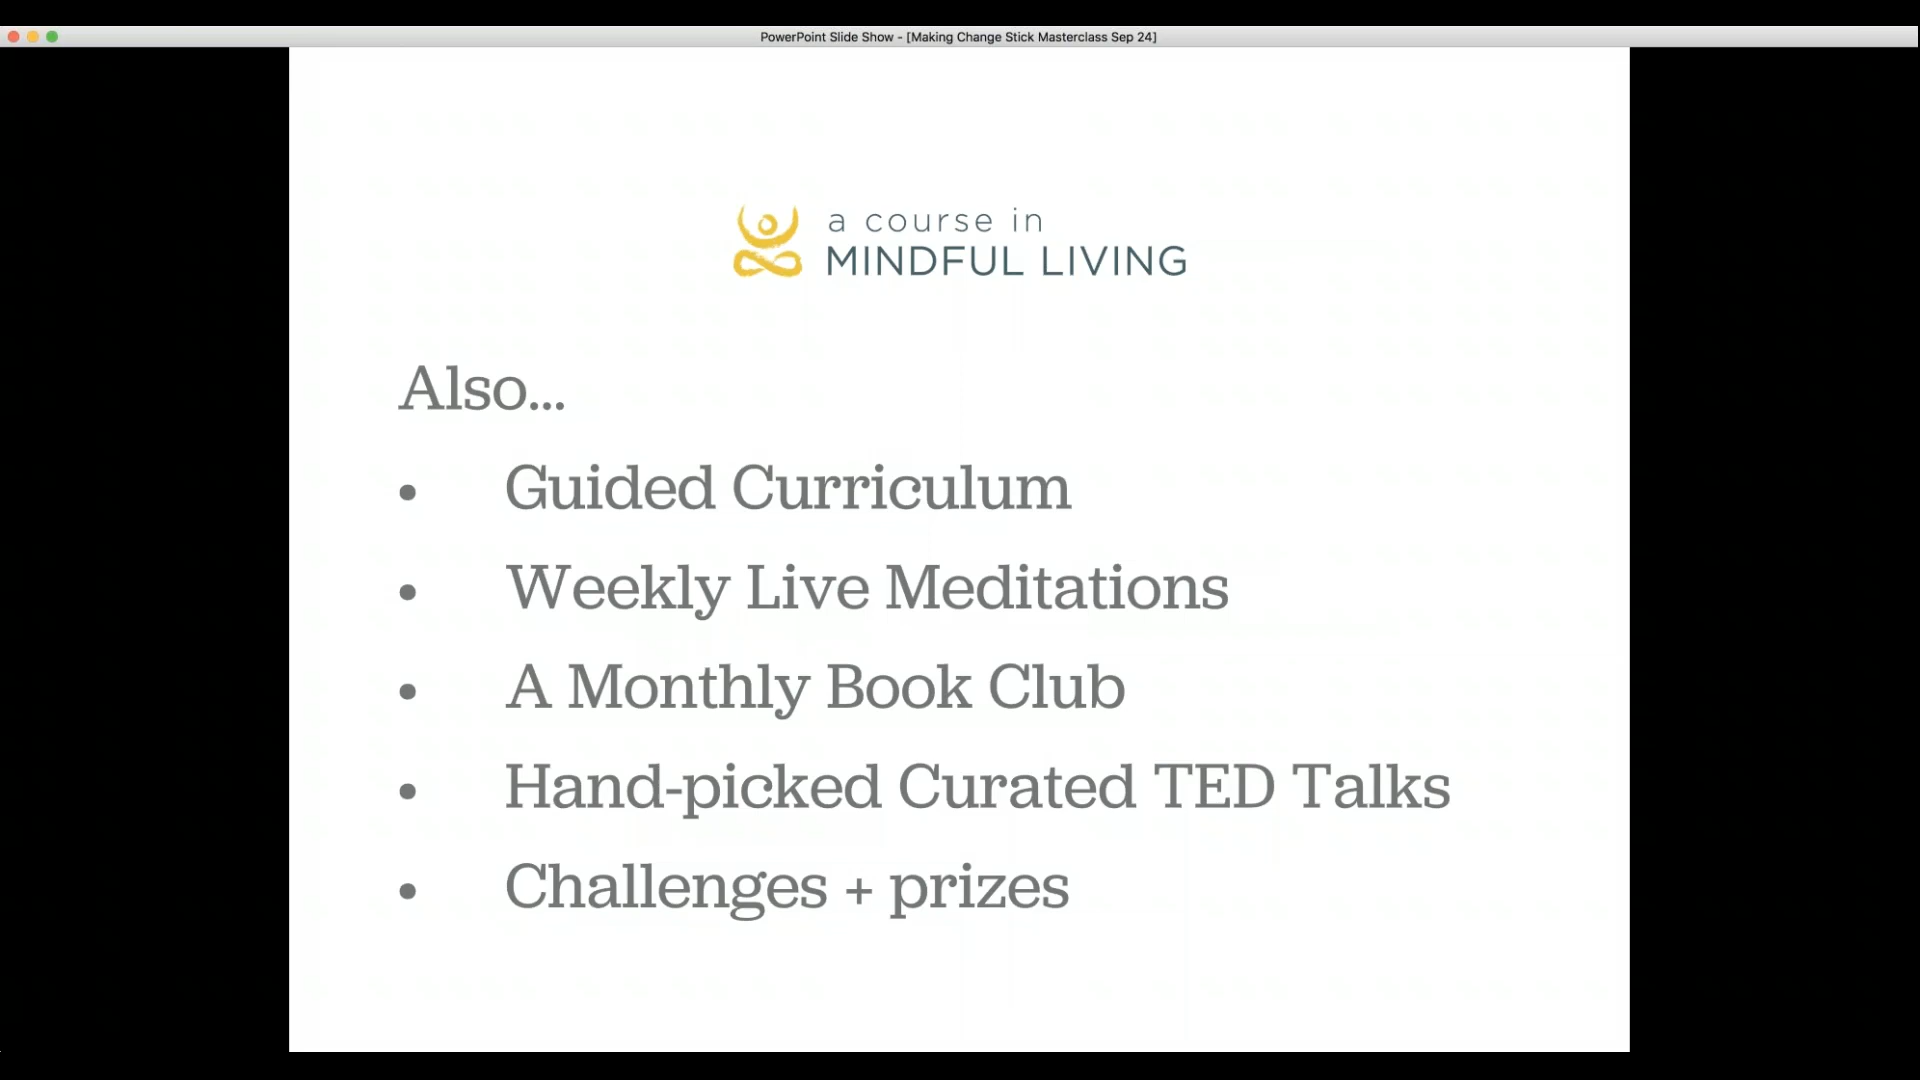 PowerPoint Slide Show - [Making Change Stick Masterclass Sep 24]
a course in
MINDFUL LIVING
Also...
• Guided Curriculum
• Weekly Live Meditations
• A Monthly Book Club
• Hand-picked Curated TED Talks
• Challenges + prizes